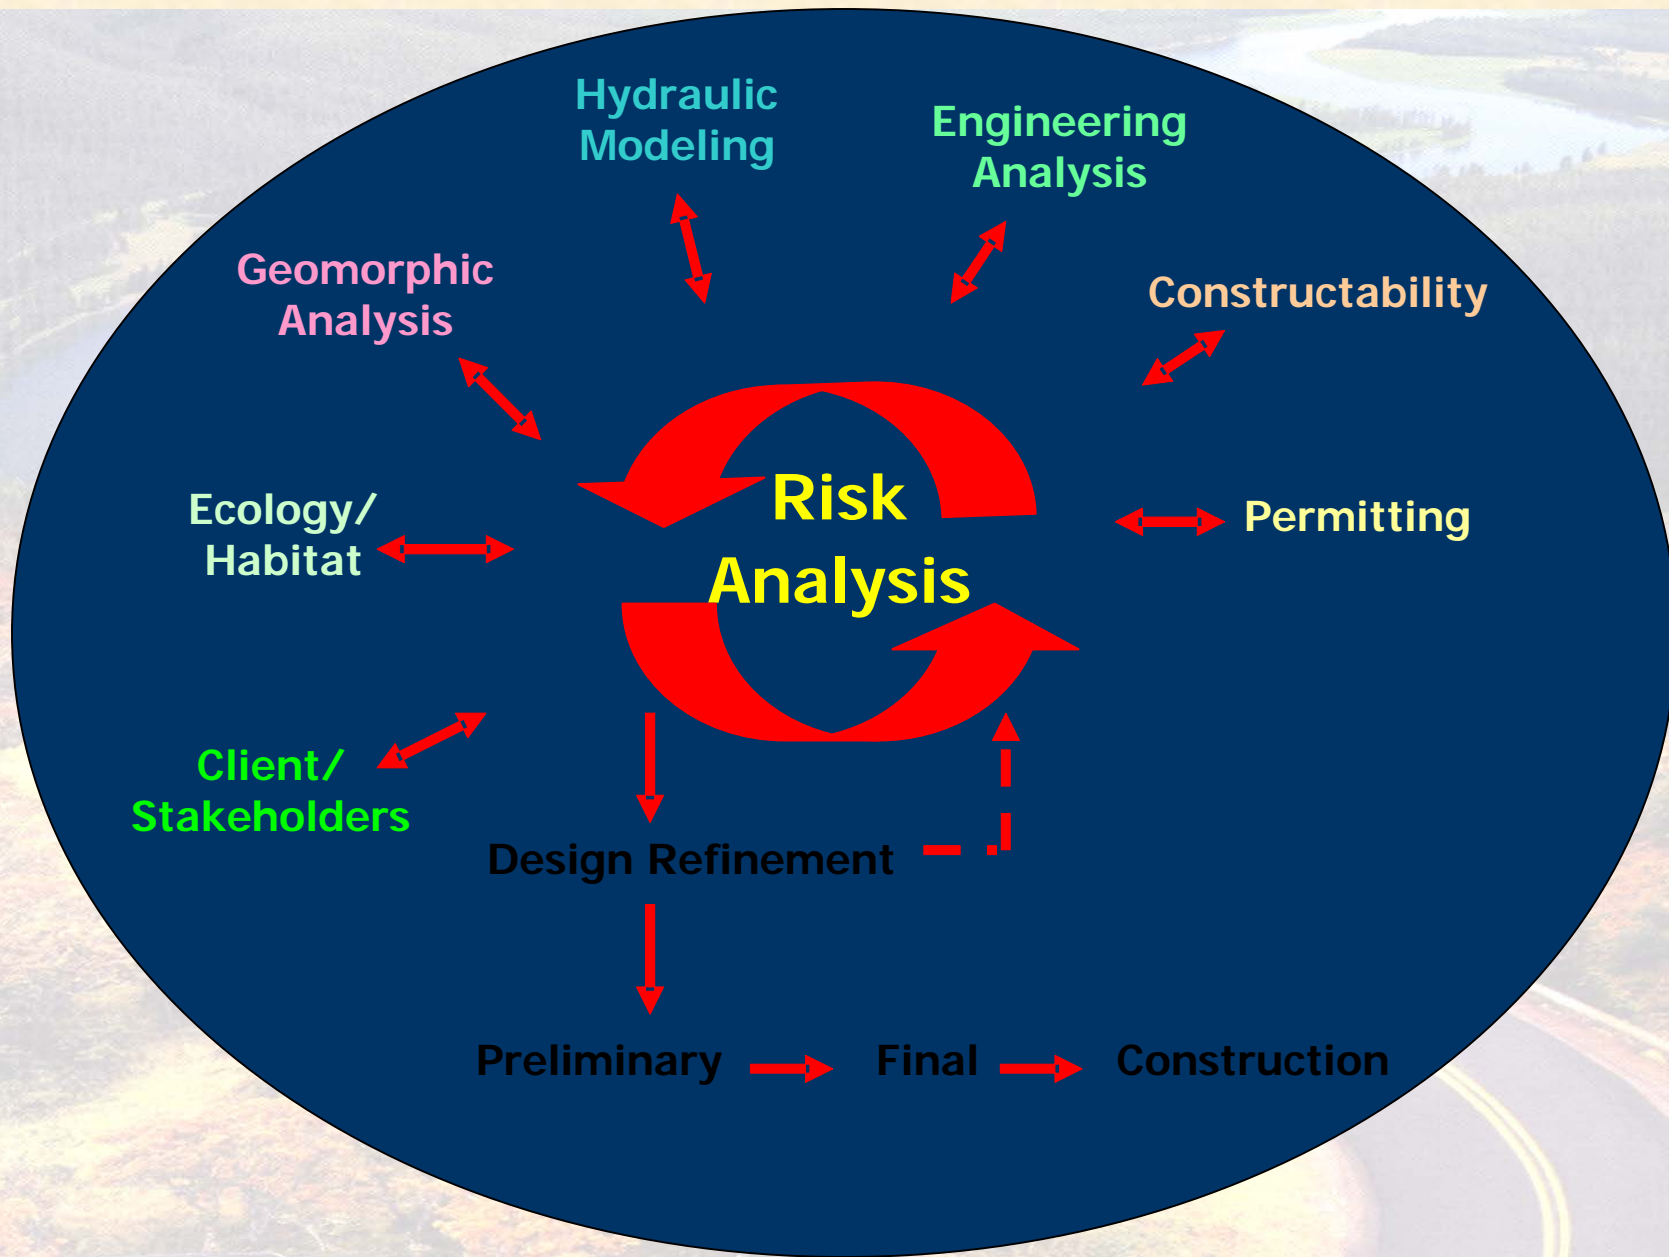 Hydraulic
Modeling
Engineering
Analysis
Geomorphic
Analysis
Constructability
Risk
Analysis
Ecology/
Habitat
Permitting
Client/
Stakeholders
Design Refinement
Preliminary
Final
Construction